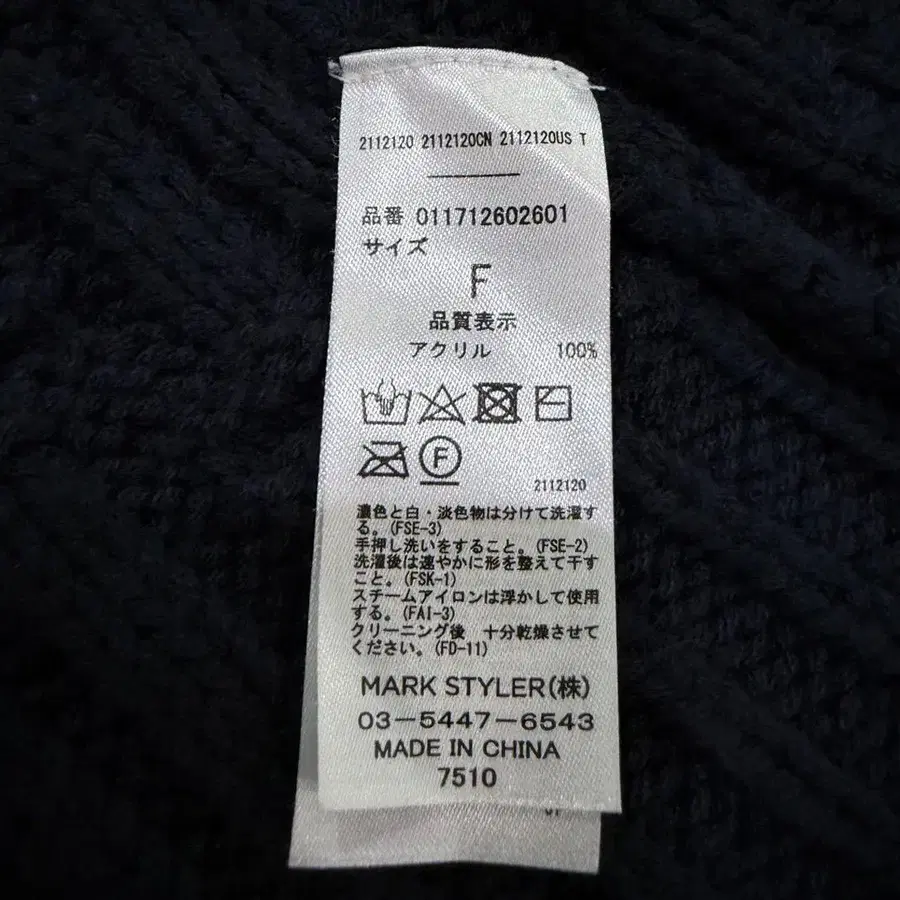 2112120 2112120CN 2112120US T
品番 011712602601
サイズ
F
品質表示
アクリル 100%
F
2112120
濃色と白・淡色物は分けて洗濯す
る。(FSE-3)
手押し洗いをすること。(FSE-2)
洗濯後は速やかに形を整えて干す
こと。(FSK-1)
スチームアイロンは浮かして使用
する。(FAI-3)
クリーニング後 十分乾燥させて
ください。(FD-11)
MARK STYLER(株)
03-5447-6543
MADE IN CHINA
7510